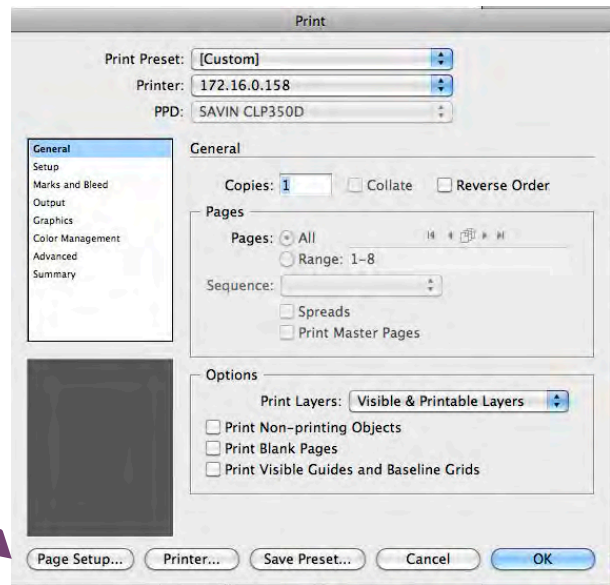 Print
Print Preset: [Custom]
Printer: 172.16.0.158
PPD: SAVIN CLP350D
General
Setup
Marks and Bleed
Output
Graphics
Color Management
Advanced
Summary
General
Copies: 1 Collate Reverse Order
Pages
Pages: All
Range: 1-8
Sequence:
Spreads
Print Master Pages
Options
Print Layers: Visible & Printable Layers
Print Non-printing Objects
Print Blank Pages
Print Visible Guides and Baseline Grids
Page Setup... Printer... Save Preset... Cancel OK